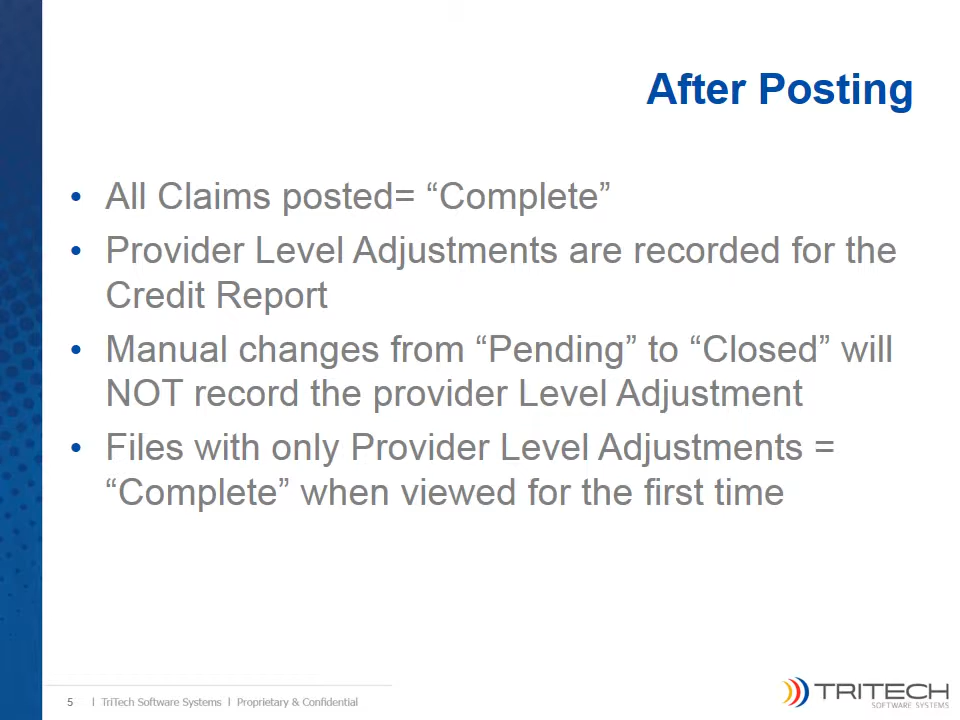 After Posting
• All Claims posted= “Complete”
• Provider Level Adjustments are recorded for the
Credit Report
• Manual changes from “Pending” to “Closed” will
NOT record the provider Level Adjustment
• Files with only Provider Level Adjustments =
“Complete” when viewed for the first time
5 | TriTech Software Systems | Proprietary & Confidential
TRITECH
SOFTWARE SYSTEMS